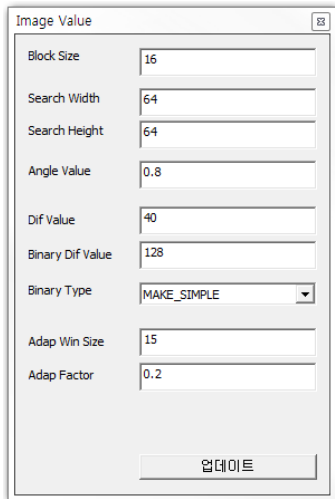 Image Value
Block Size 16
Search Width 64
Search Height 64
Angle Value 0.8
Dif Value 40
Binary Dif Value 128
Binary Type MAKE_SIMPLE
Adap Win Size 15
Adap Factor 0.2
업데이트